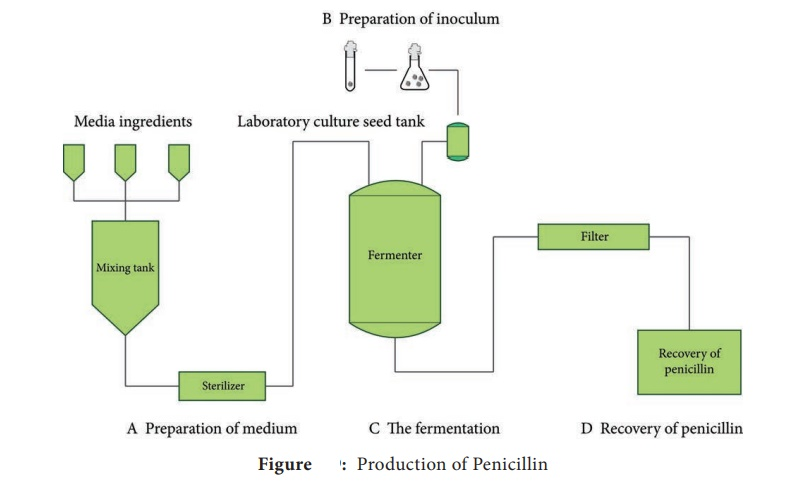 B Preparation of inoculum
Media ingredients
Laboratory culture seed tank
Mixing tank
Sterilizer
Fermenter
Filter
Recovery of
penicillin
A Preparation of medium
C The fermentation
D Recovery of penicillin
Figure : Production of Penicillin